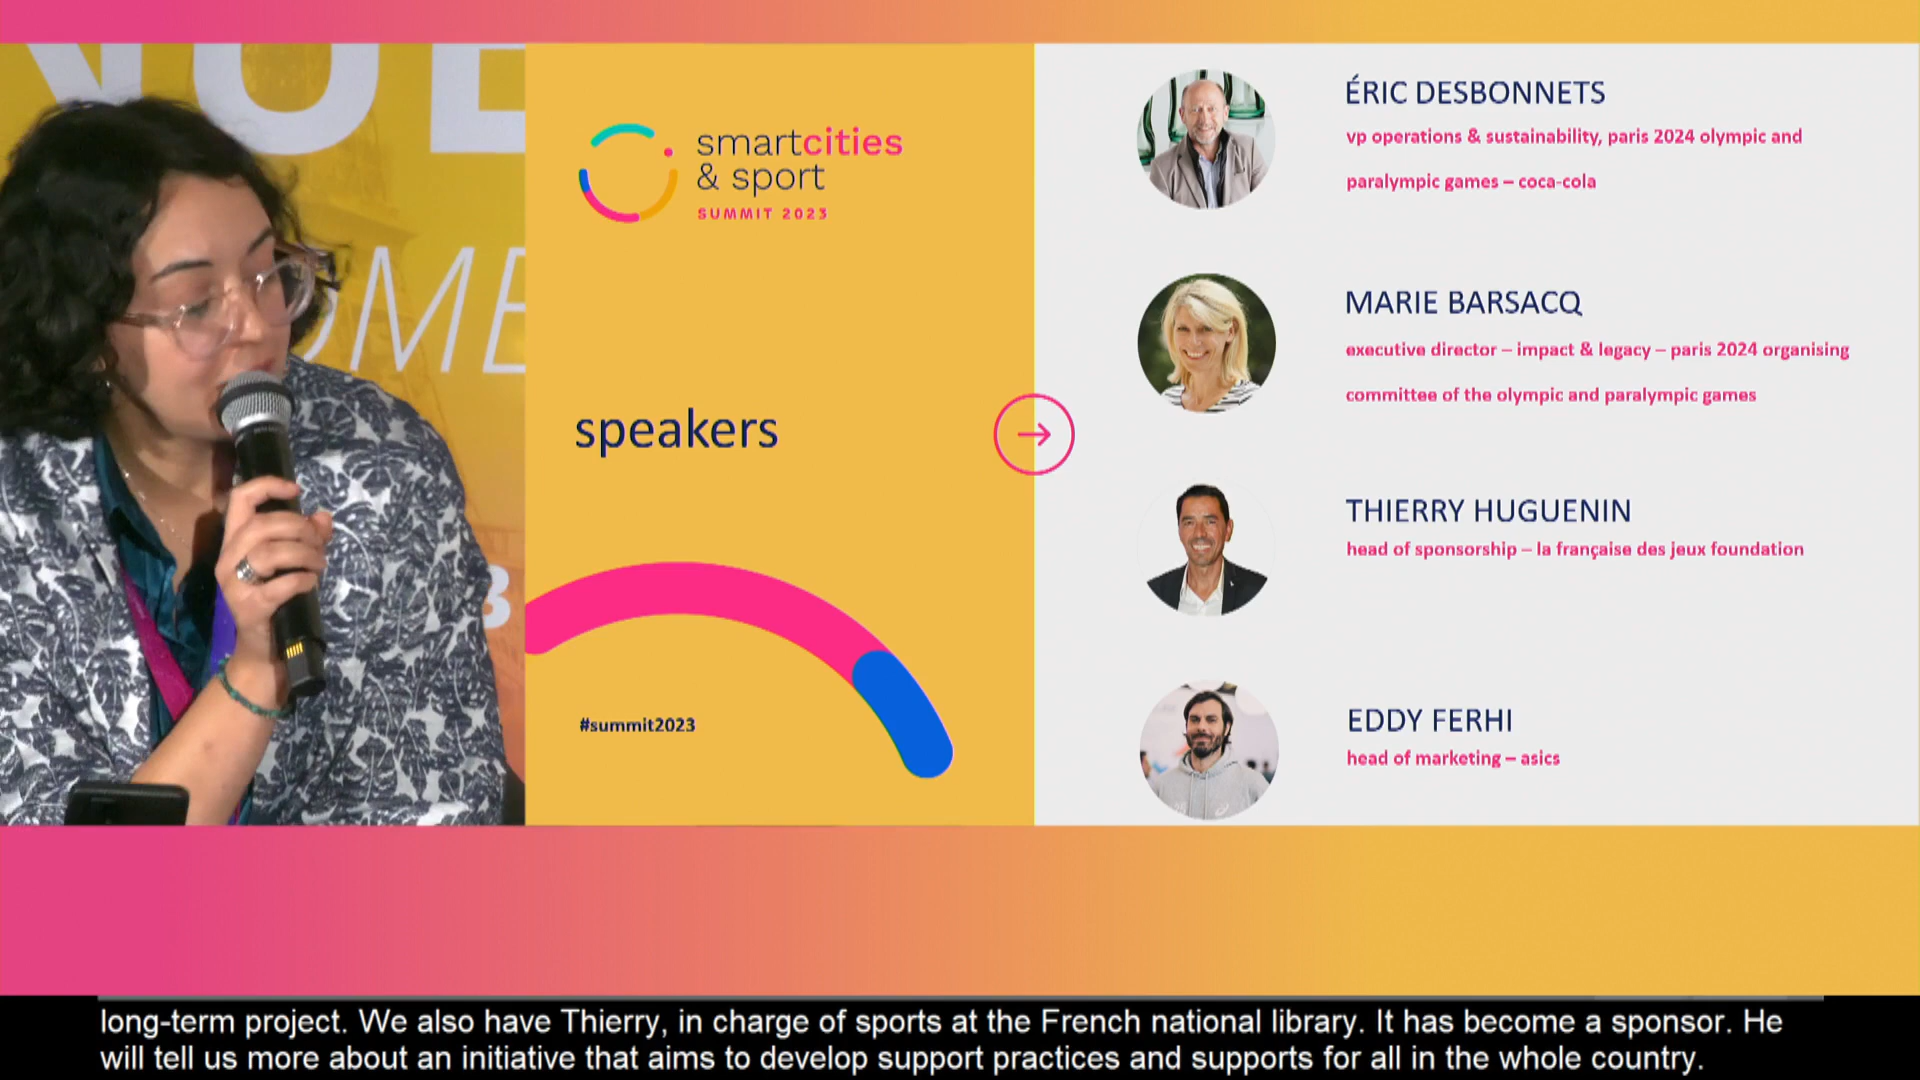 NUE
OME
3
smartcities
& sport
SUMMIT 2023
speakers
#summit2023
ÉRIC DESBONNETS
vp operations & sustainability, paris 2024 olympic and
paralympic games – coca-cola
MARIE BARSACQ
executive director – impact & legacy – paris 2024 organising
committee of the olympic and paralympic games
THIERRY HUGUENIN
head of sponsorship – la française des jeux foundation
EDDY FERHI
head of marketing – asics
long-term project. We also have Thierry, in charge of sports at the French national library. It has become a sponsor. He
will tell us more about an initiative that aims to develop support practices and supports for all in the whole country.